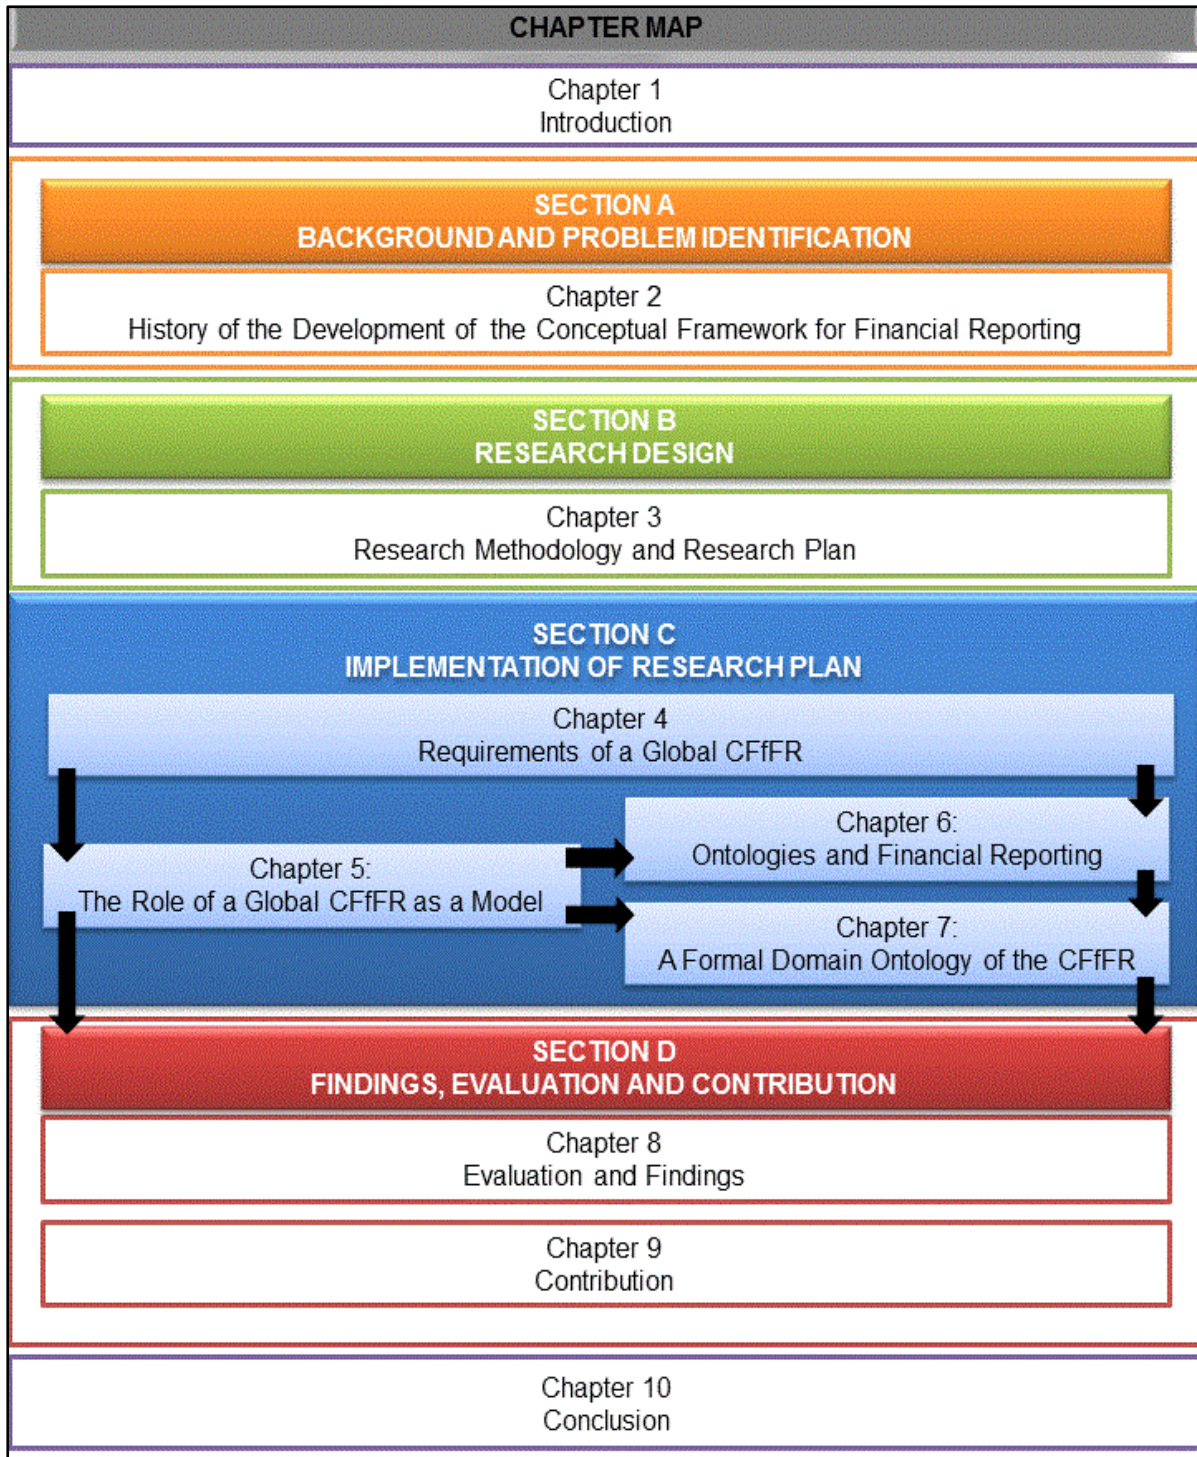 CHAPTER MAP
Chapter 1
Introduction
SECTION A
BACKGROUND AND PROBLEM IDENTIFICATION
Chapter 2
History of the Development of the Conceptual Framework for Financial Reporting
SECTION B
RESEARCH DESIGN
Chapter 3
Research Methodology and Research Plan
SECTION C
IMPLEMENTATION OF RESEARCH PLAN
Chapter 4
Requirements of a Global CFfFR
Chapter 5:
The Role of a Global CFfFR as a Model
Chapter 6:
Ontologies and Financial Reporting
Chapter 7:
A Formal Domain Ontology of the CFfFR
SECTION D
FINDINGS, EVALUATION AND CONTRIBUTION
Chapter 8
Evaluation and Findings
Chapter 9
Contribution
Chapter 10
Conclusion